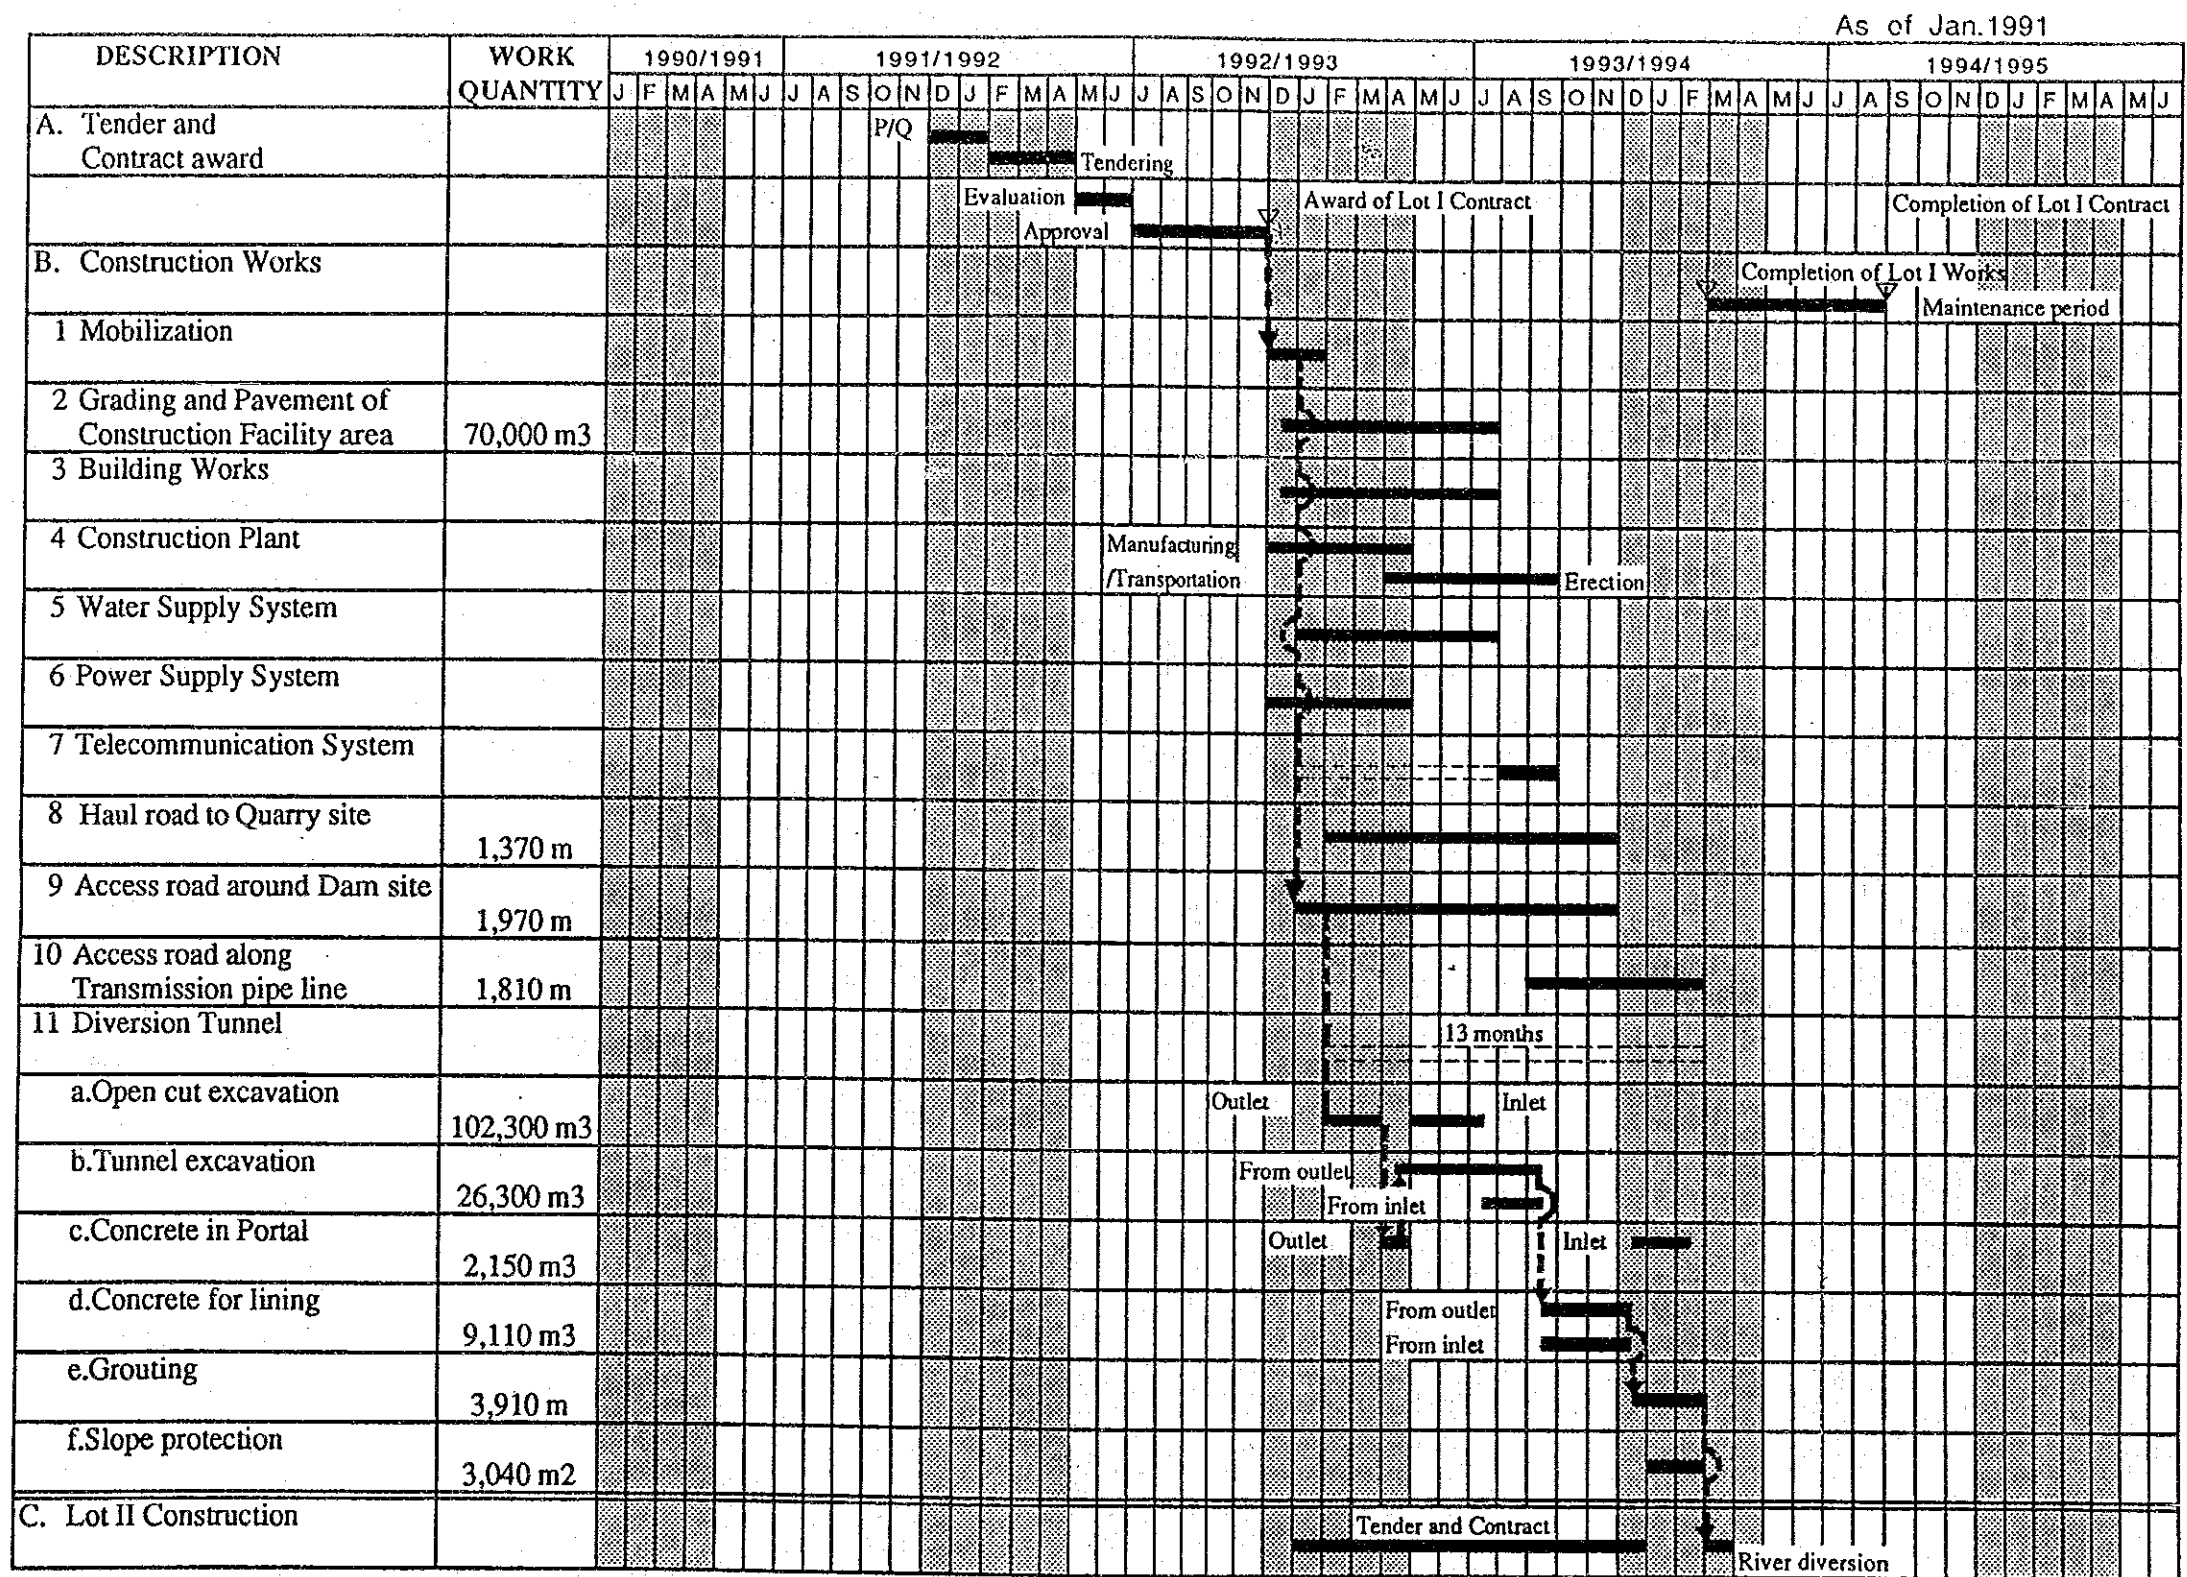 As of Jan.1991
DESCRIPTION WORK QUANTITY 1990/1991 1991/1992 1992/1993 1993/1994 1994/1995
J F M A M J J A S O N D J F M A M J J A S O N D J F M A M J J A S O N D J F M A M J J A S O N D J F M A M J
A. Tender and P/Q
Contract award Tendering
Evaluation Award of Lot I Contract Completion of Lot I Contract
Approval
B. Construction Works Completion of Lot I Works
Maintenance period
1 Mobilization
2 Grading and Pavement of
Construction Facility area 70,000 m3
3 Building Works
4 Construction Plant Manufacturing
/Transportation Erection
5 Water Supply System
6 Power Supply System
7 Telecommunication System
8 Haul road to Quarry site
1,370 m
9 Access road around Dam site
1,970 m
10 Access road along
Transmission pipe line 1,810 m
11 Diversion Tunnel 13 months
a.Open cut excavation Outlet Inlet
102,300 m3
b.Tunnel excavation From outlet
26,300 m3 From inlet
c.Concrete in Portal Outlet Inlet
2,150 m3
d.Concrete for lining From outlet
9,110 m3 From inlet
e.Grouting
3,910 m
f.Slope protection
3,040 m2
C. Lot II Construction Tender and Contract
River diversion